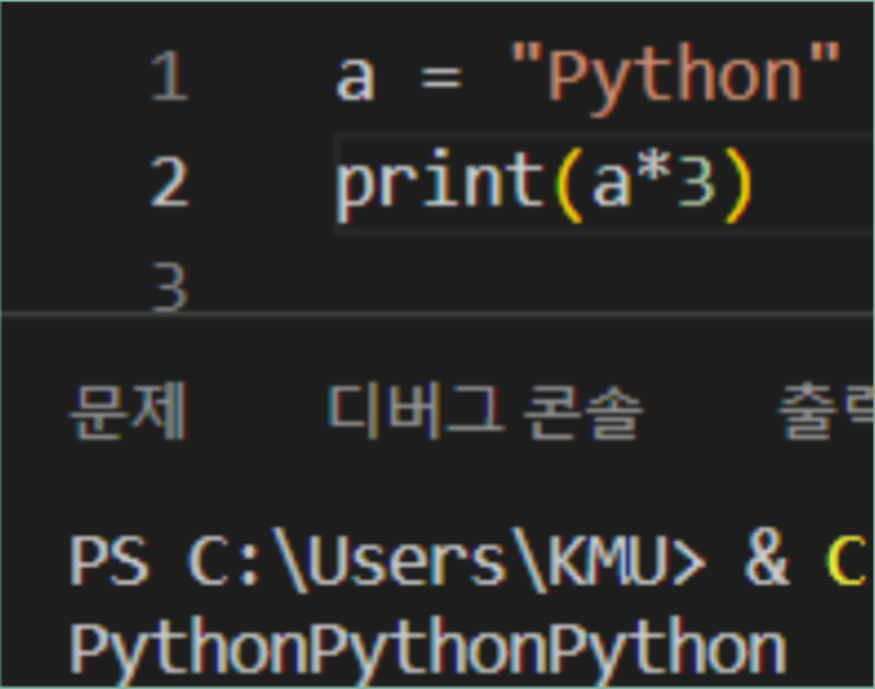 1 a = "Python"
2 print(a*3)
3
문제 디버그 콘솔
PS C:\Users\KMU> & C
PythonPythonPython